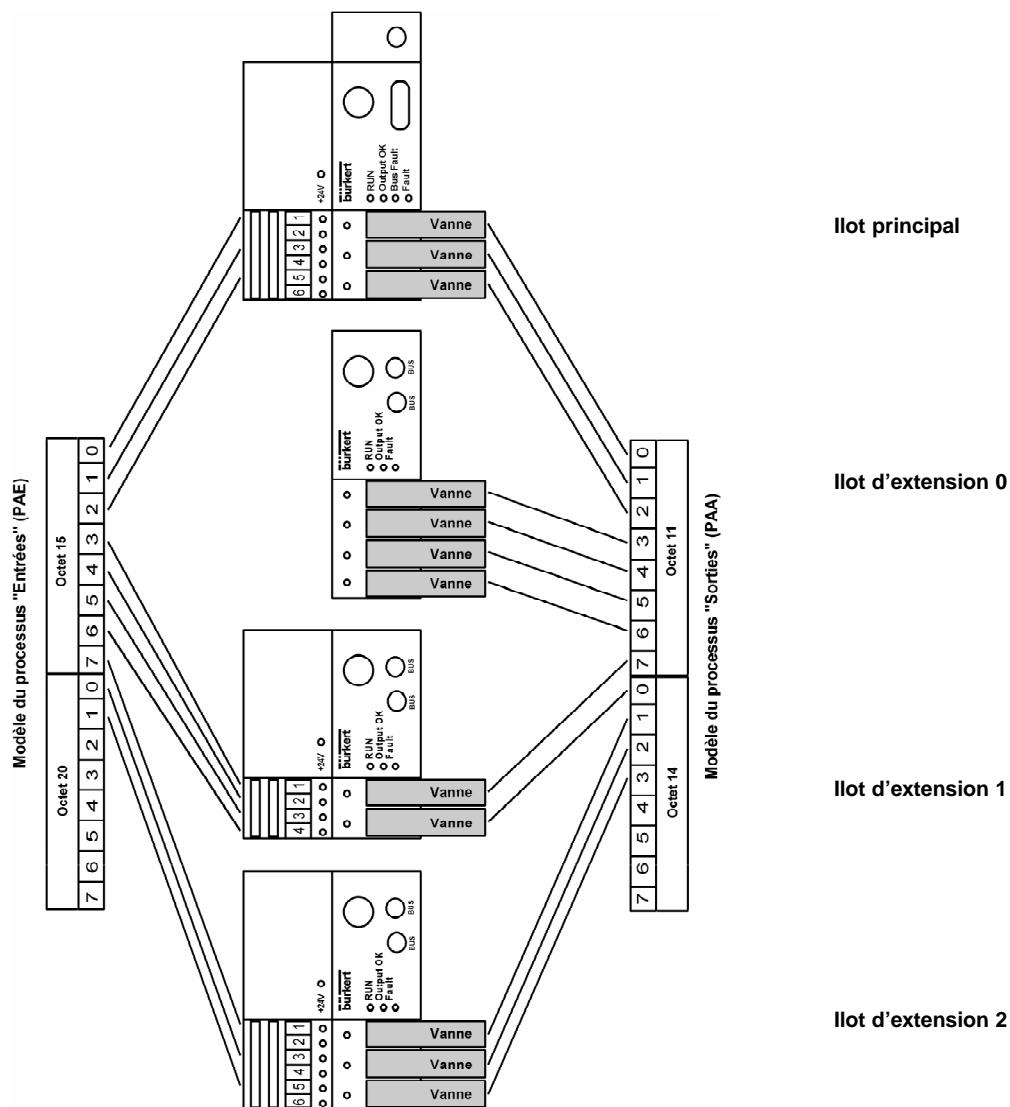 burkert
RUN
Output OK
Bus Fault
Fault
+24V
1
2
3
4
5
6
Vanne
Vanne
Vanne
Ilot principal
burkert
RUN
Output OK
Fault
BUS
BUS
Vanne
Vanne
Vanne
Vanne
Ilot d'extension 0
Modèle du processus "Entrées" (PAE)
Octet 15
0
1
2
3
4
5
6
7
Octet 20
0
1
2
3
4
5
6
7
Modèle du processus "Sorties" (PAA)
Octet 11
0
1
2
3
4
5
6
7
Octet 14
0
1
2
3
4
5
6
7
burkert
RUN
Output OK
Fault
BUS
BUS
+24V
1
2
3
4
Vanne
Vanne
Ilot d'extension 1
burkert
RUN
Output OK
Fault
BUS
BUS
+24V
1
2
3
4
5
6
Vanne
Vanne
Vanne
Ilot d'extension 2